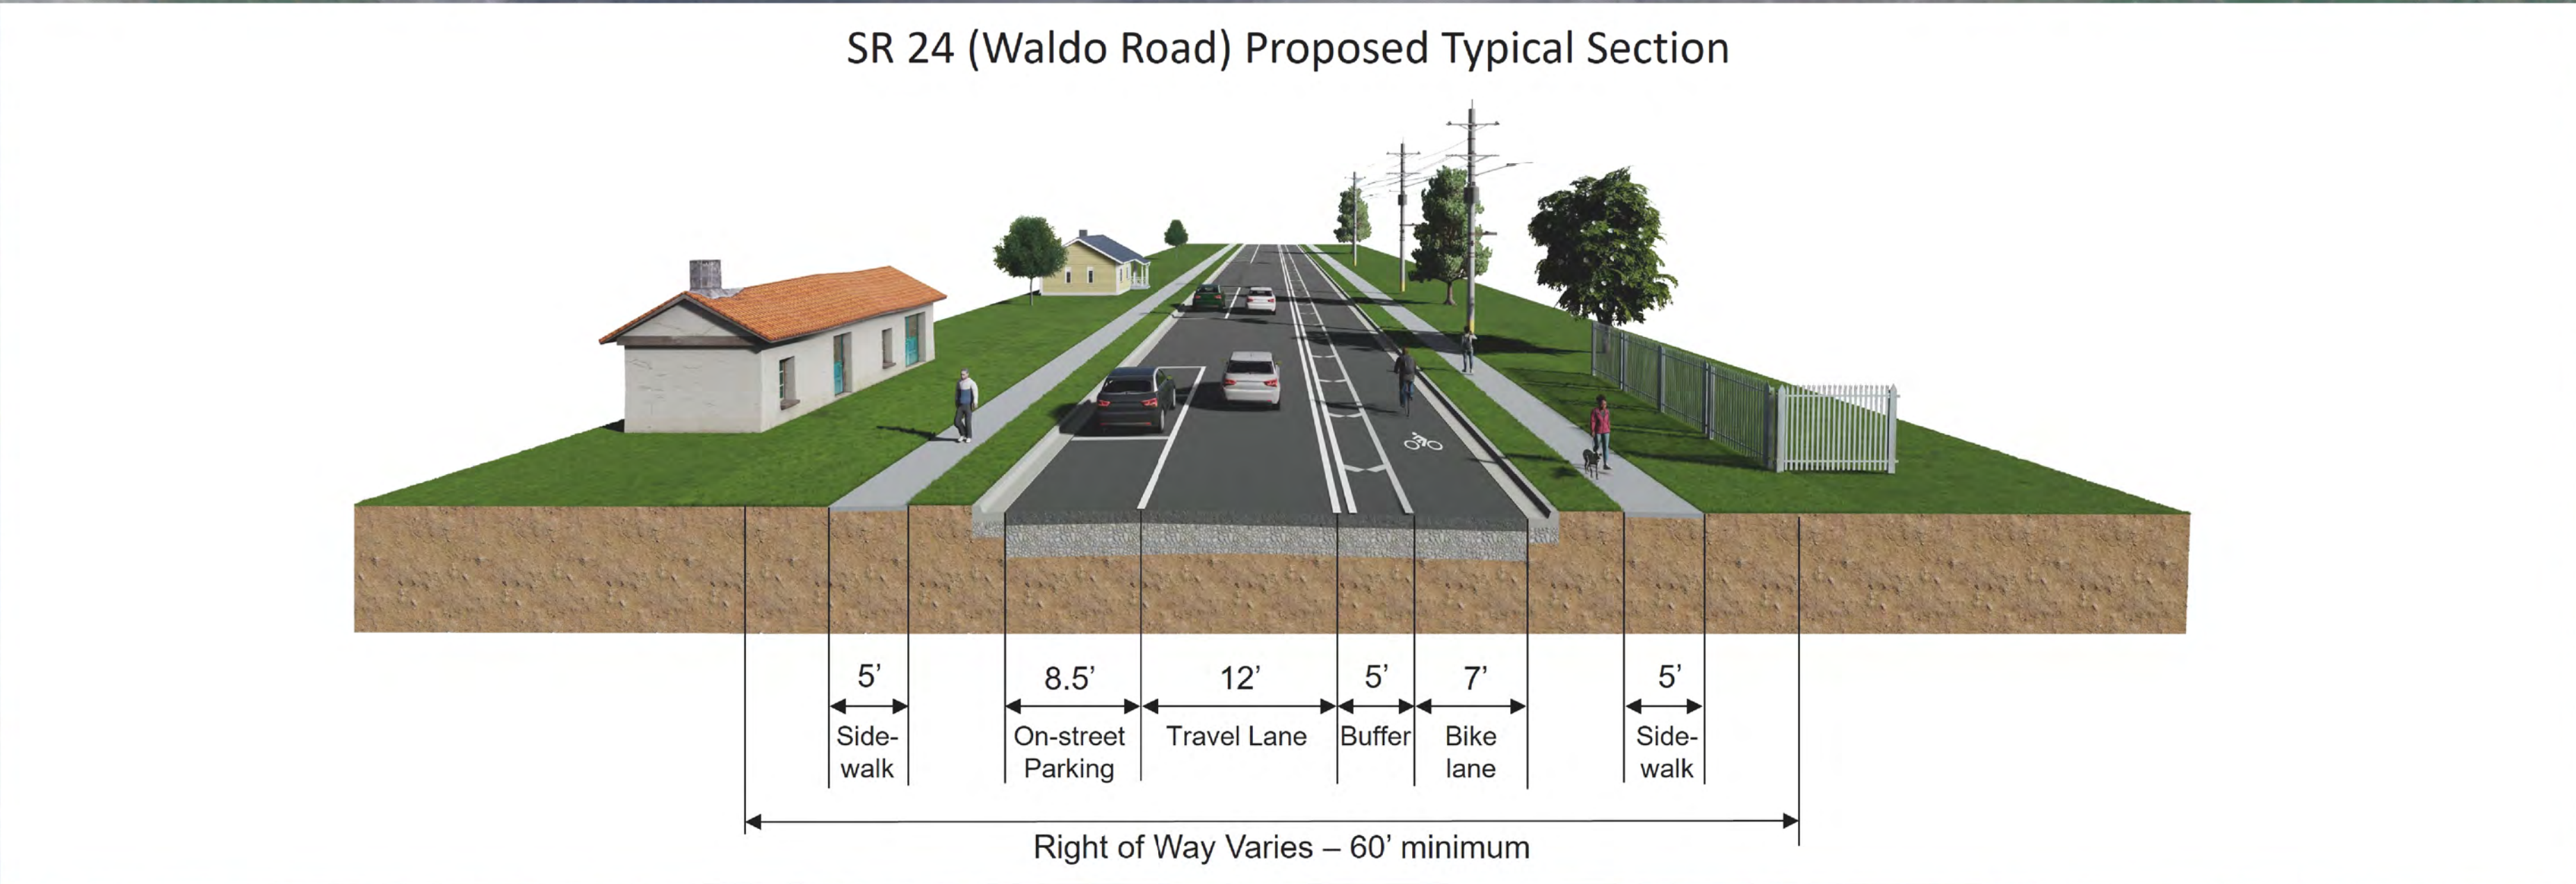 SR 24 (Waldo Road) Proposed Typical Section
5’
8.5’
12’
5’
7’
5’
Side-
walk
On-street
Parking
Travel Lane
Buffer
Bike
lane
Side-
walk
Right of Way Varies – 60’ minimum